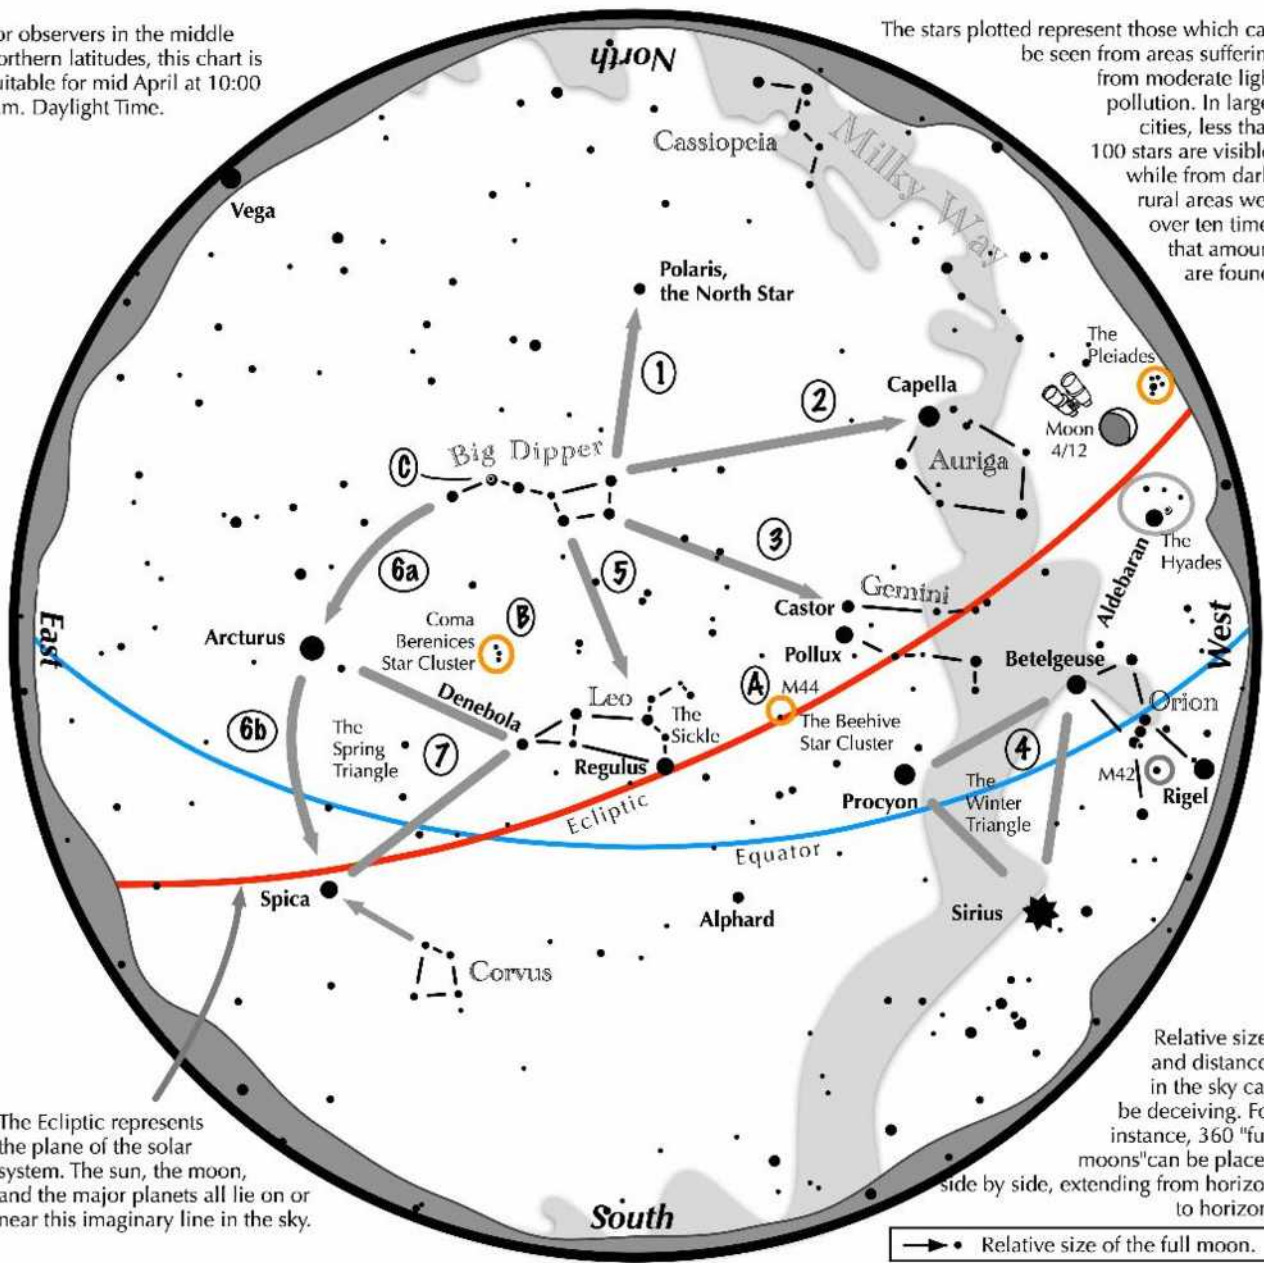 or observers in the middle
orthern latitudes, this chart is
uitable for mid April at 10:00
.m. Daylight Time.
The stars plotted represent those which ca
be seen from areas sufferin
from moderate ligh
pollution. In large
cities, less tha
100 stars are visible
while from dark
rural areas we
over ten time
that amoun
are found
North
Cassiopeia
Milky Way
Vega
Polaris,
the North Star
1
2
Capella
The
Pleiades
Moon
4/12
Auriga
C
Big Dipper
3
5
6a
The
Hyades
Aldebaran
Castor
Gemini
Pollux
Coma
Berenices
Star Cluster
B
Arcturus
East
West
Betelgeuse
Orion
Denebola
Leo
The
Sickle
A
M44
The Beehive
Star Cluster
6b
The
Spring
Triangle
7
Regulus
4
M42
Rigel
Procyon
The
Winter
Triangle
Ecliptic
Equator
Spica
Alphard
Sirius
Corvus
The Ecliptic represents
the plane of the solar
system. The sun, the moon,
and the major planets all lie on or
near this imaginary line in the sky.
Relative size
and distance
in the sky ca
be deceiving. Fo
instance, 360 "fu
moons"can be place
side by side, extending from horizo
to horizon
South
Relative size of the full moon.